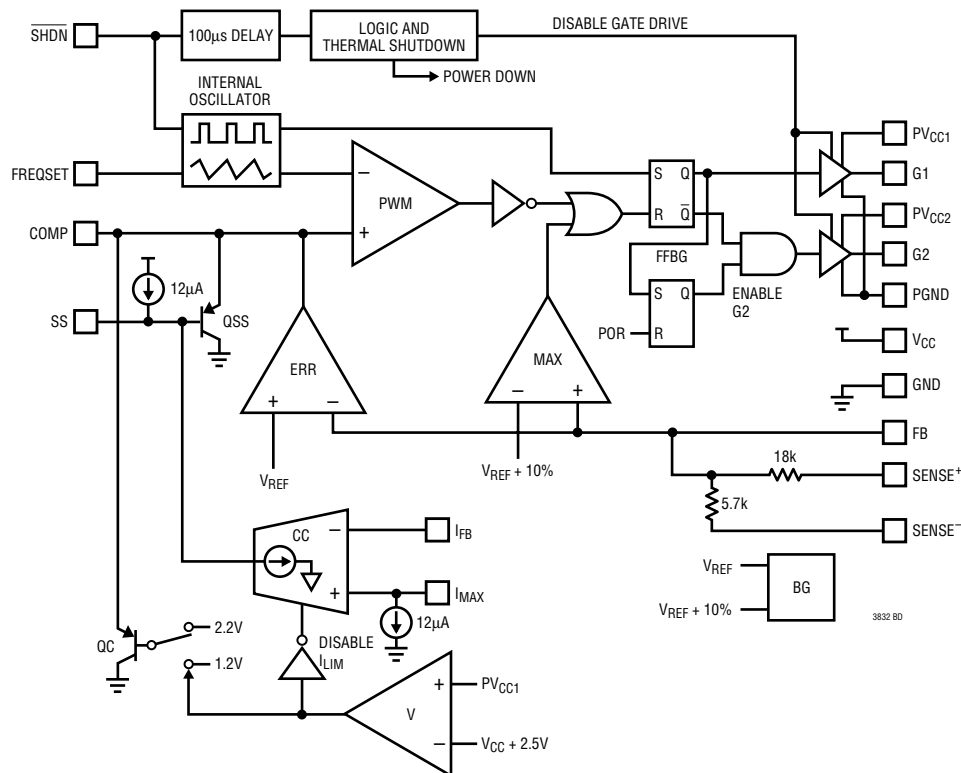 SHDN
100µs DELAY
LOGIC AND
THERMAL SHUTDOWN
DISABLE GATE DRIVE
POWER DOWN
INTERNAL
OSCILLATOR
FREQSET
COMP
SS
12µA
QSS
–
+
PWM
S
Q
R
Q
FFBG
S
Q
R
POR
ENABLE
G2
PVCC1
G1
PVCC2
G2
PGND
VCC
GND
FB
SENSE+
SENSE–
ERR
+
–
VREF
MAX
–
+
VREF + 10%
18k
5.7k
CC
–
+
IFB
IMAX
12µA
DISABLE
ILIM
QC
2.2V
1.2V
V
+
–
PVCC1
VCC + 2.5V
VREF
VREF + 10%
BG
3832 BD